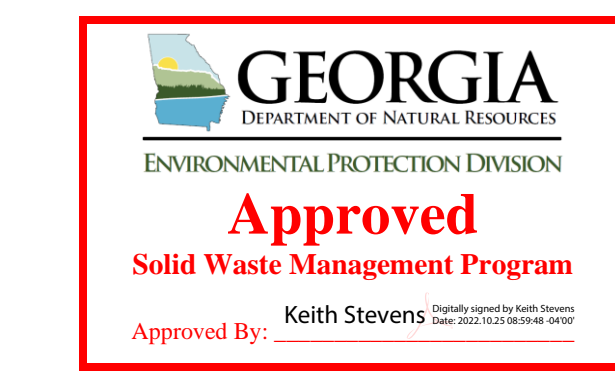 GEORGIA
DEPARTMENT OF NATURAL RESOURCES
ENVIRONMENTAL PROTECTION DIVISION
Approved
Solid Waste Management Program
Keith Stevens
Digitally signed by Keith Stevens
Date: 2022.10.25 08:59:48 -04'00'
Approved By: _________________________